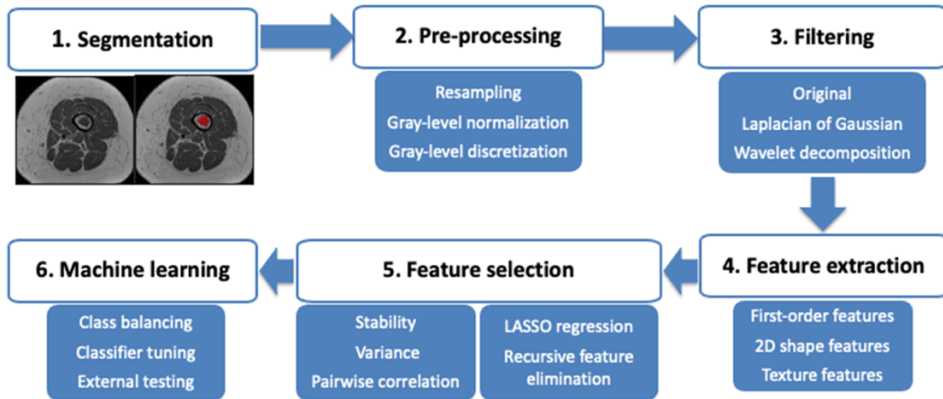 1. Segmentation
2. Pre-processing
Resampling
Gray-level normalization
Gray-level discretization
3. Filtering
Original
Laplacian of Gaussian
Wavelet decomposition
4. Feature extraction
First-order features
2D shape features
Texture features
5. Feature selection
Stability
Variance
Pairwise correlation
LASSO regression
Recursive feature
elimination
6. Machine learning
Class balancing
Classifier tuning
External testing